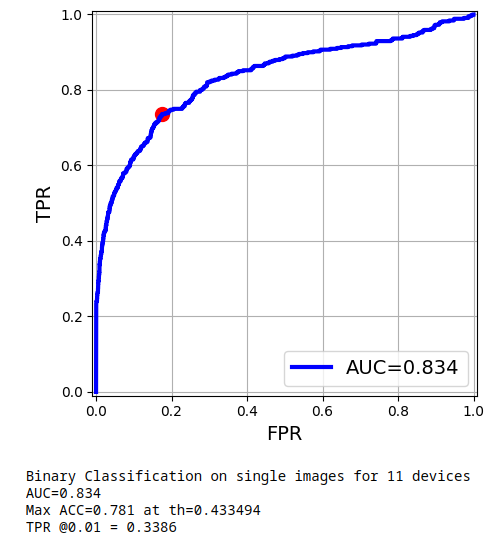 1.0
0.8
0.6
0.4
0.2
0.0
TPR
AUC=0.834
0.0 0.2 0.4 0.6 0.8 1.0
FPR
Binary Classification on single images for 11 devices
AUC=0.834
Max ACC=0.781 at th=0.433494
TPR @0.01 = 0.3386